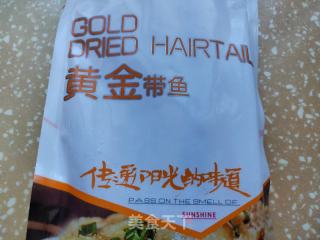 GOLD
DRIED HAIRTAIL
黄金带鱼
传递阳光的味道
PASS ON THE SMELL OF
SUNSHINE
美食天下